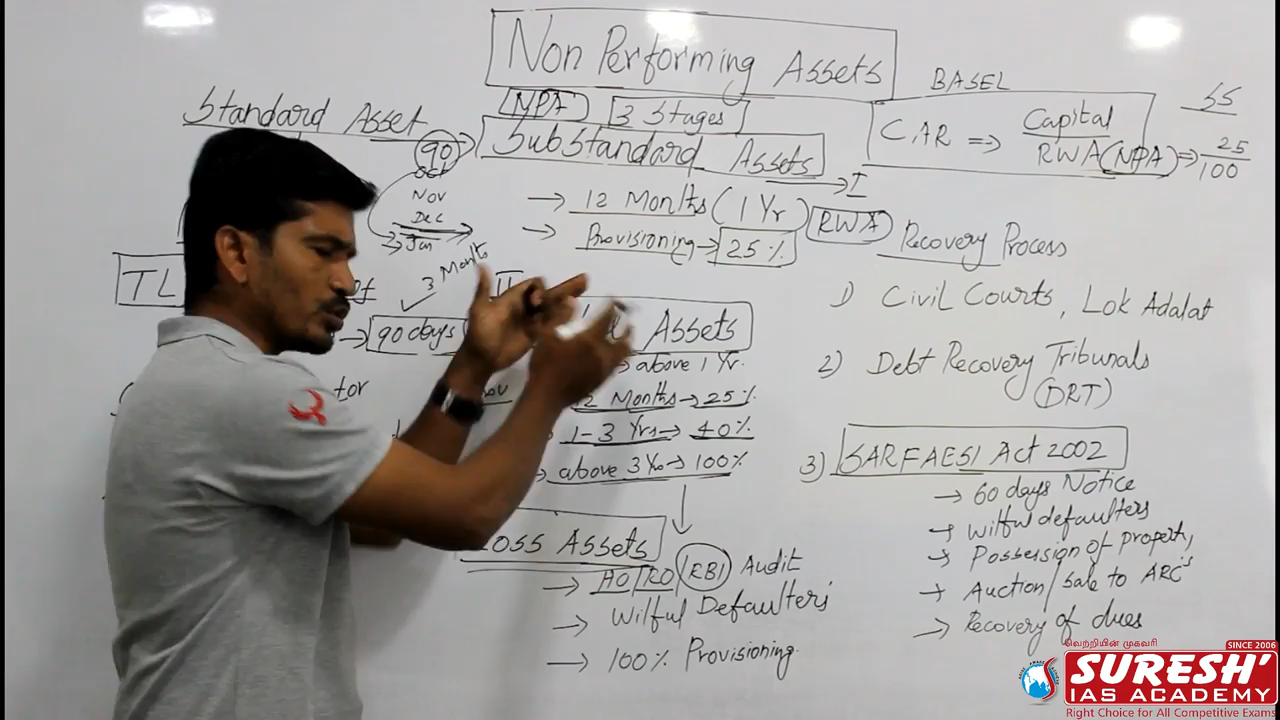 Non Performing Assets
BASEL
SS
Standard Asset
NPA
3 Stages
CAR => Capital
RWA(NPA) => 25
100
90
SubStandard Assets
→ I
Nov
Dec
Jan
→ 12 Months (1 Yr)
RWA
→ Provisioning → 25%
Recovery Process
3 Months
II
TL
of
→ 90 days
Assets
→ above 1 Yr.
12 Months → 25%
1-3 Yrs → 40%
above 3 Yrs → 100%
tor
1) Civil Courts, Lok Adalat
2) Debt Recovery Tribunals
(DRT)
3) SARFAESI Act 2002
→ 60 days Notice
→ Wilful defaulters
→ Possession of Property,
→ Auction/Sale to ARC's
→ Recovery of dues
Loss Assets
→ HO/RO/RBI Audit
→ Wilful Defaulters
→ 100% Provisioning.
வெற்றியின் முகவரி
SINCE 2006
SURESH'
IAS ACADEMY
Right Choice for All Competitive Exams